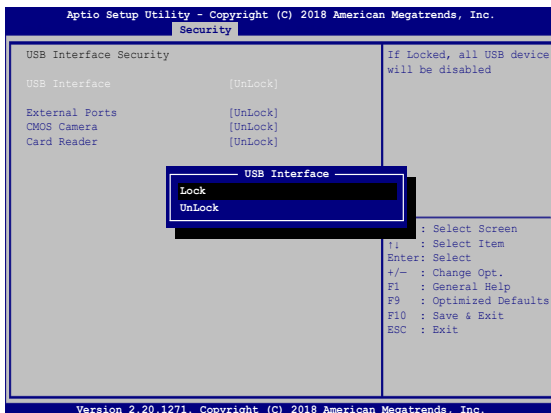 Aptio Setup Utility - Copyright (C) 2018 American Megatrends, Inc.
Security
USB Interface Security
USB Interface [UnLock]
External Ports [UnLock]
CMOS Camera [UnLock]
Card Reader [UnLock]
If Locked, all USB device
will be disabled
USB Interface
Lock
UnLock
: Select Screen
↑↓ : Select Item
Enter: Select
+/— : Change Opt.
F1 : General Help
F9 : Optimized Defaults
F10 : Save & Exit
ESC : Exit
Version 2.20.1271. Copyright (C) 2018 American Megatrends, Inc.